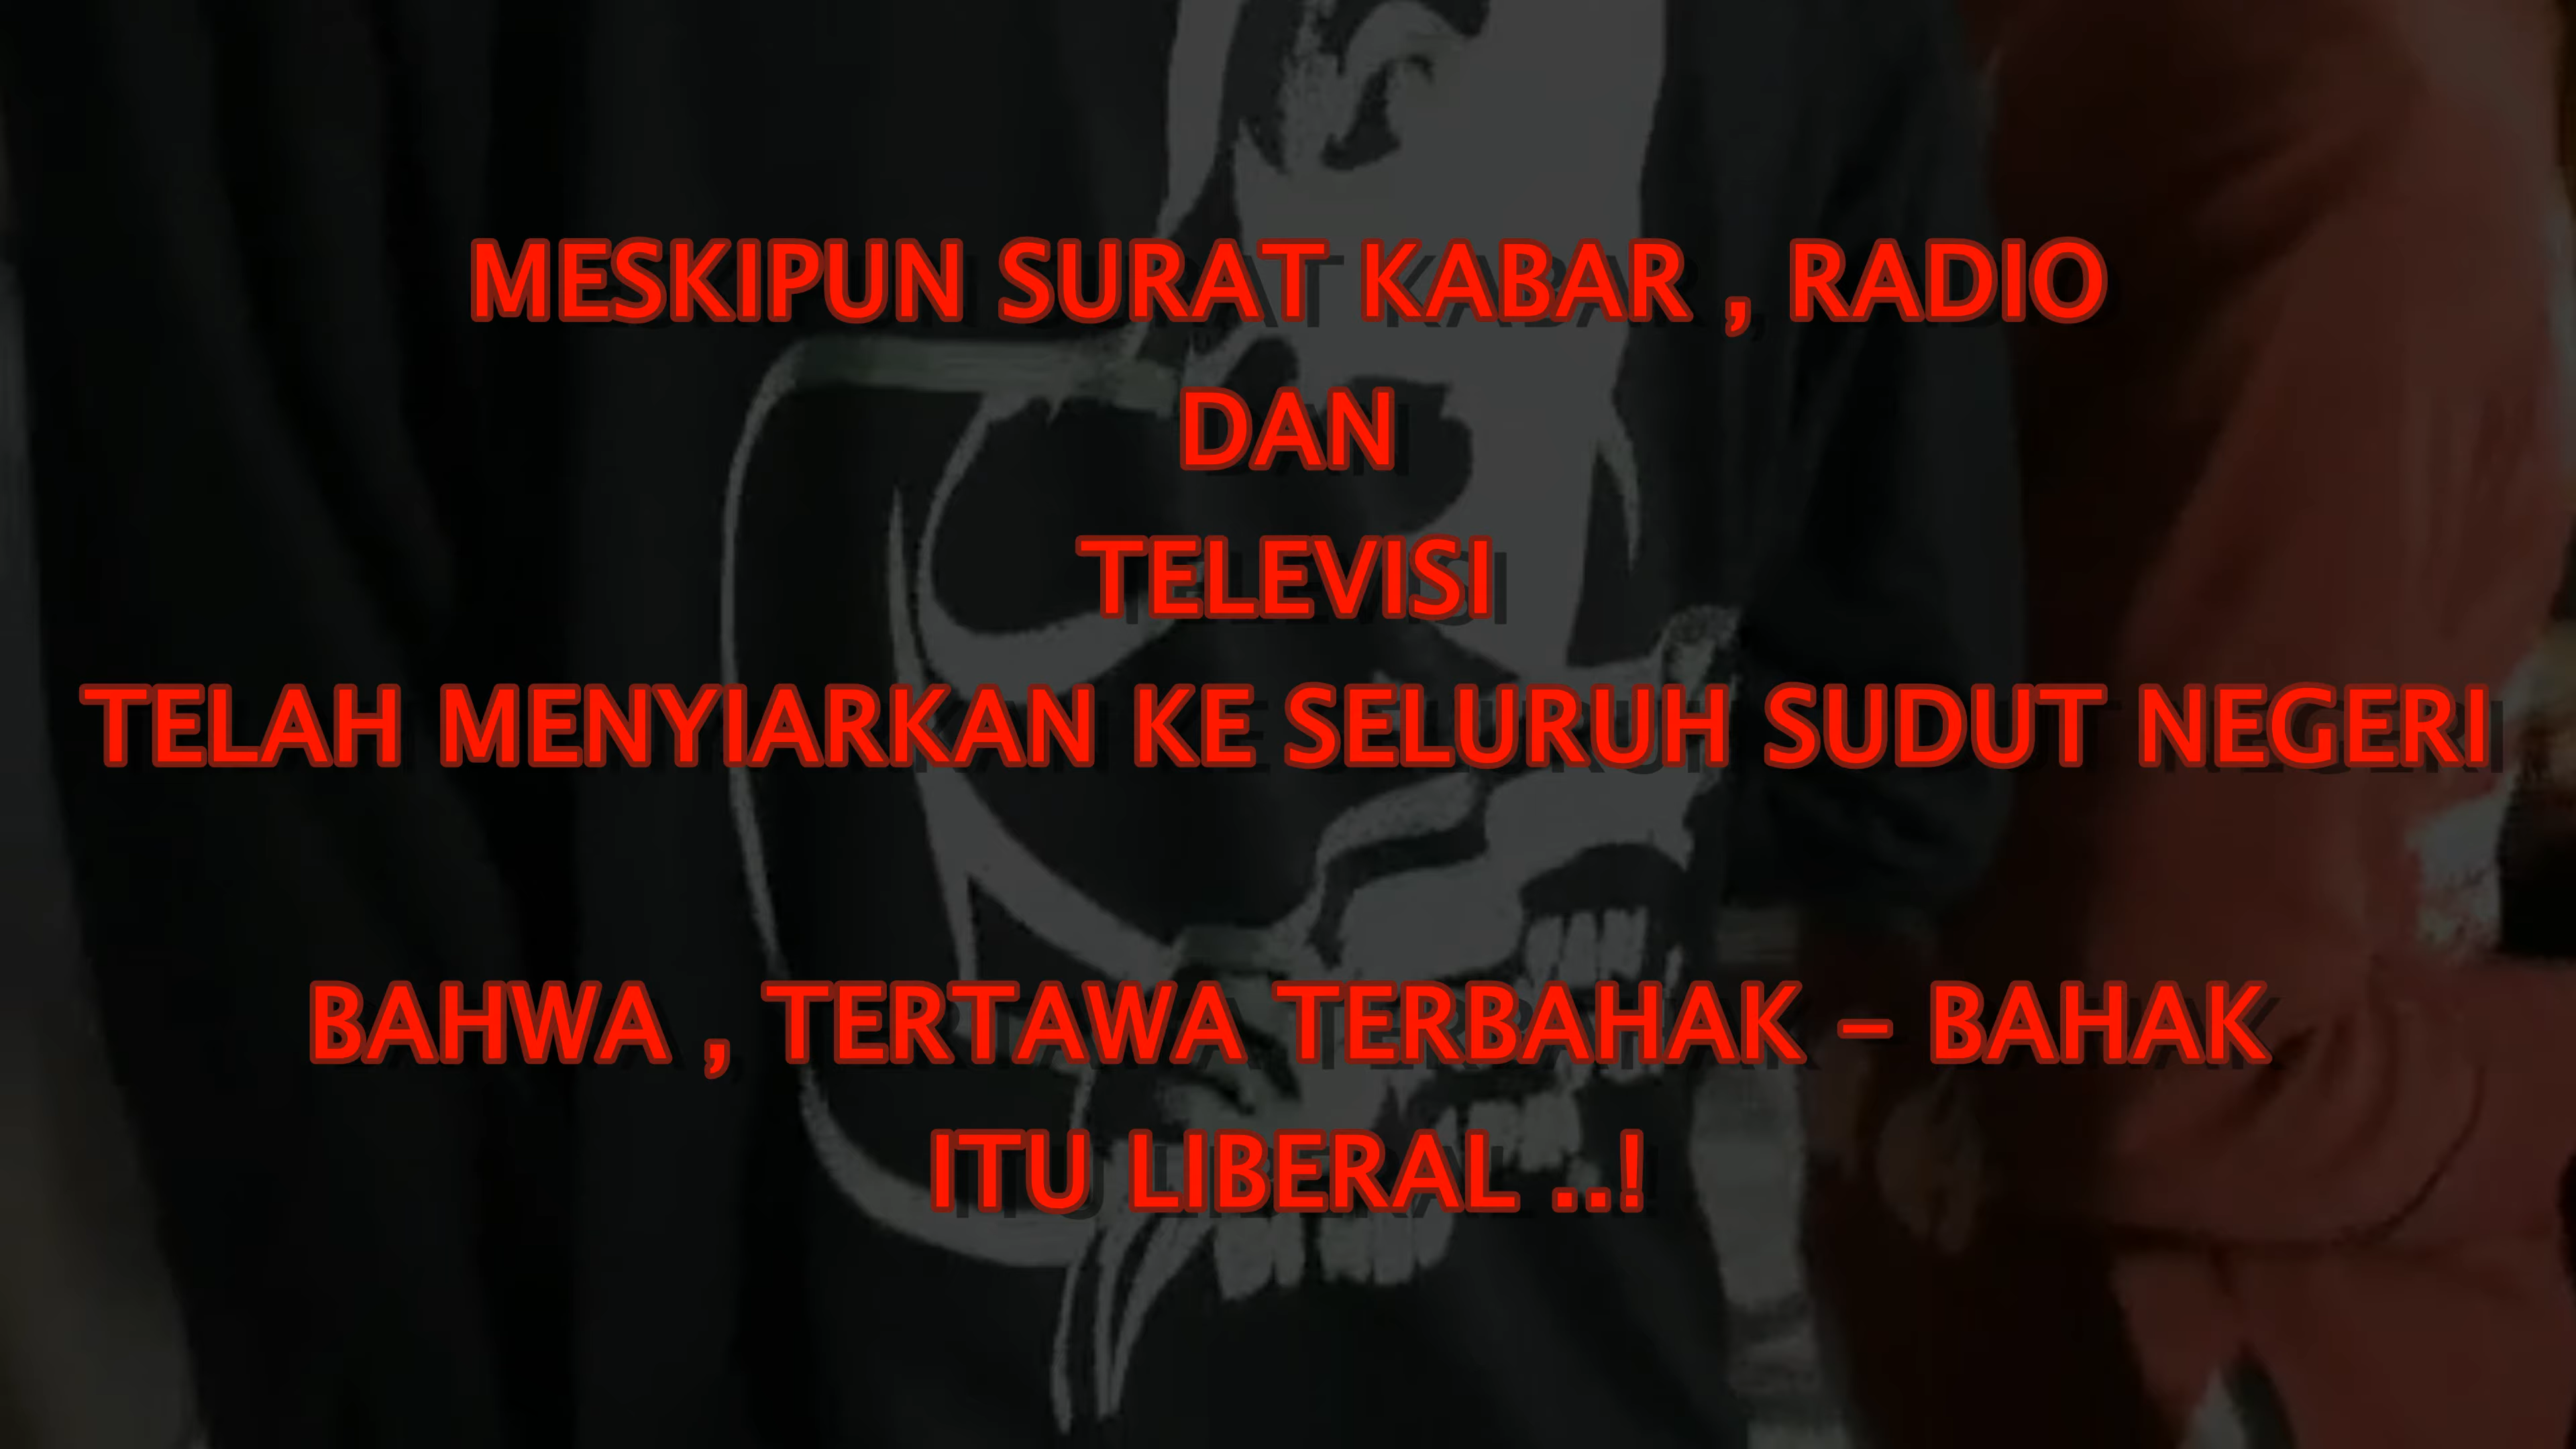 MESKIPUN SURAT KABAR , RADIO
DAN
TELEVISI
TELAH MENYIARKAN KE SELURUH SUDUT NEGERI
BAHWA , TERTAWA TERBAHAK – BAHAK
ITU LIBERAL ..!